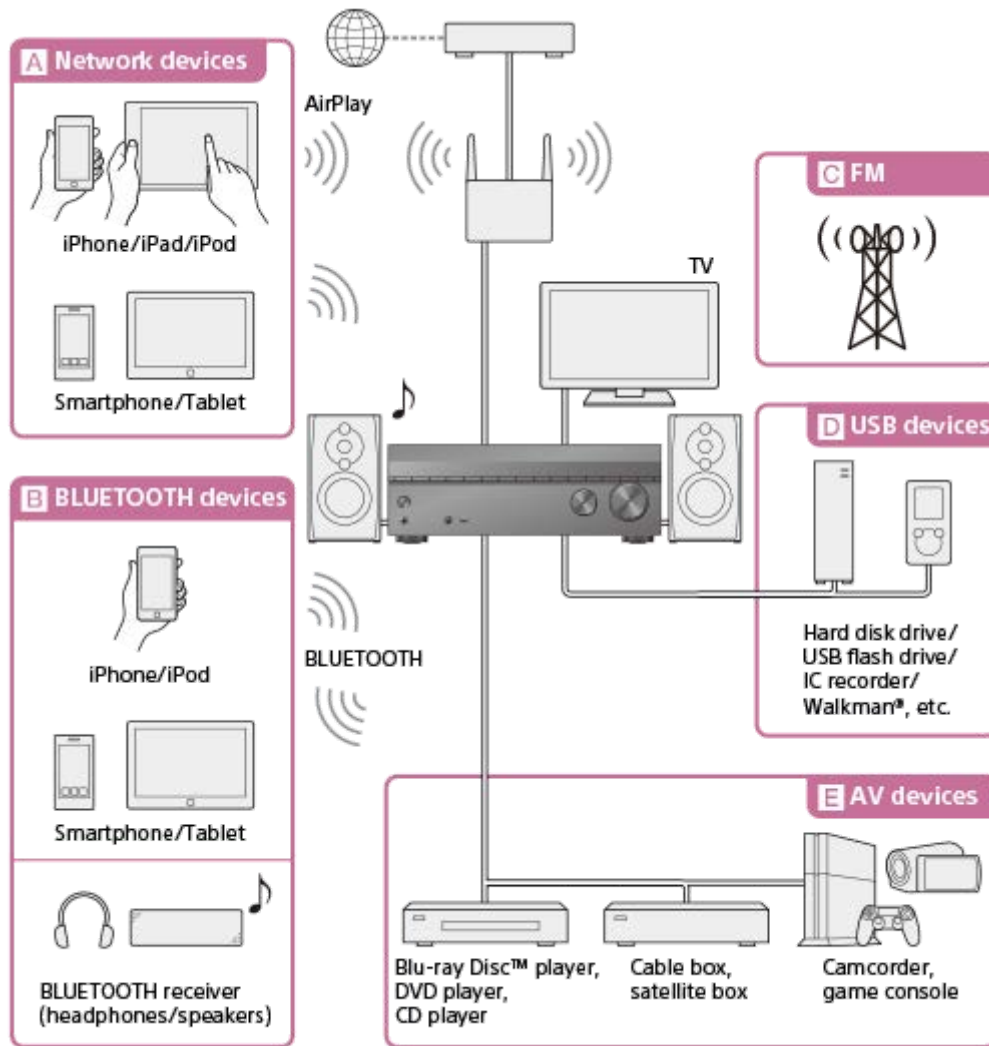 A Network devices
iPhone/iPad/iPod
Smartphone/Tablet
B BLUETOOTH devices
iPhone/iPod
Smartphone/Tablet
BLUETOOTH receiver
(headphones/speakers)
AirPlay
TV
BLUETOOTH
C FM
D USB devices
Hard disk drive/
USB flash drive/
IC recorder/
Walkman®, etc.
E AV devices
Blu-ray Disc™ player,
DVD player,
CD player
Cable box,
satellite box
Camcorder,
game console